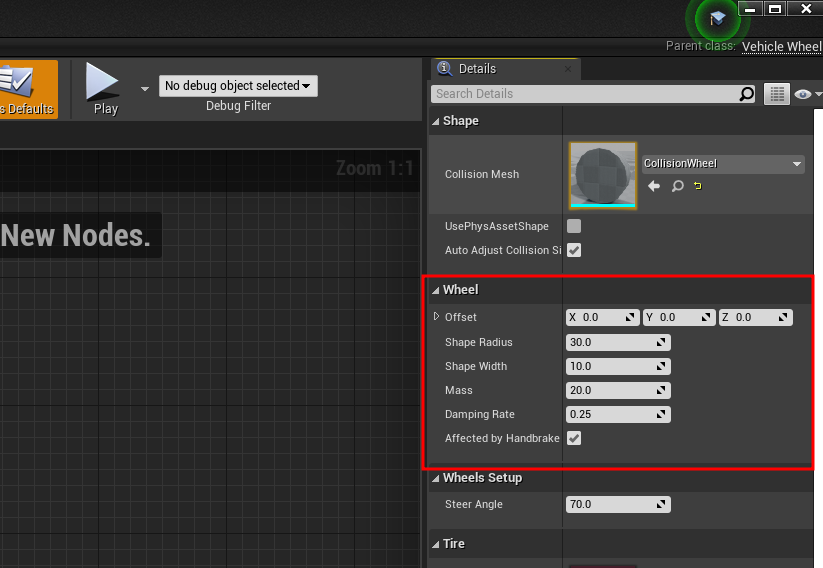 Parent class: Vehicle Wheel
Details
s Defaults
Play
No debug object selected
Debug Filter
Search Details
Shape
Zoom 1:1
Collision Mesh
CollisionWheel
New Nodes.
UsePhysAssetShape
Auto Adjust Collision Si
Wheel
Offset X 0.0 Y 0.0 Z 0.0
Shape Radius 30.0
Shape Width 10.0
Mass 20.0
Damping Rate 0.25
Affected by Handbrake
Wheels Setup
Steer Angle 70.0
Tire